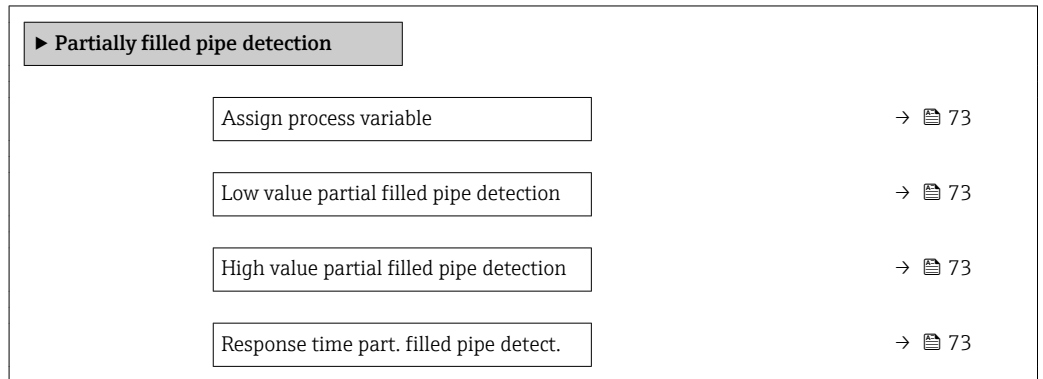 ▶ Partially filled pipe detection
Assign process variable → 73
Low value partial filled pipe detection → 73
High value partial filled pipe detection → 73
Response time part. filled pipe detect. → 73